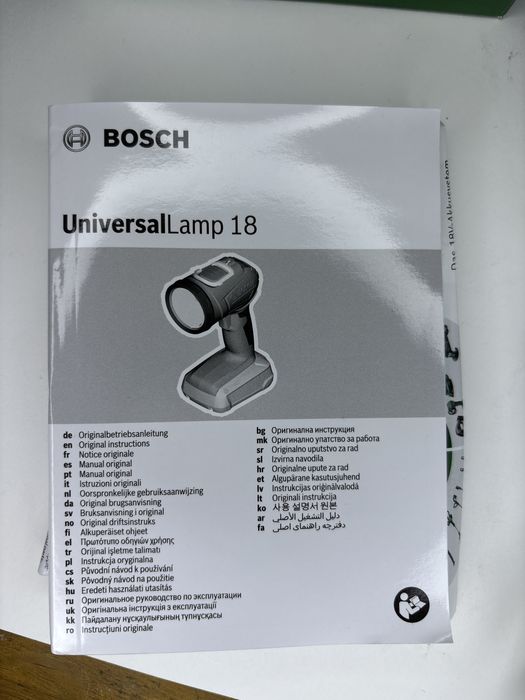 BOSCH
UniversalLamp 18
de Originalbetriebsanleitung
en Original instructions
fr Notice originale
es Manual original
pt Manual original
it Istruzioni originali
nl Oorspronkelijke gebruiksaanwijzing
da Original brugsanvisning
sv Bruksanvisning i original
no Original driftsinstruks
fi Alkuperäiset ohjeet
el Πρωτότυπο οδηγιών χρήσης
tr Orijinal işletme talimatı
pl Instrukcja oryginalna
cs Původní návod k používání
sk Pôvodný návod na použitie
hu Eredeti használati utasítás
ru Оригинальное руководство по эксплуатации
uk Оригінальна інструкція з експлуатації
kk Пайдалану нұсқаулығының түпнұсқасы
ro Instrucțiuni originale
bg Оригинална инструкция
mk Оригинално упатство за работа
sr Originalno uputstvo za rad
sl Izvirna navodila
hr Originalne upute za rad
et Algupärane kasutusjuhend
lv Instrukcijas oriģinālvalodā
lt Originali instrukcija
ko 사용 설명서 원본
ar دليل التشغيل الأصلي
fa دفترچه راهنمای اصلی
Das 18V-Akkusystem